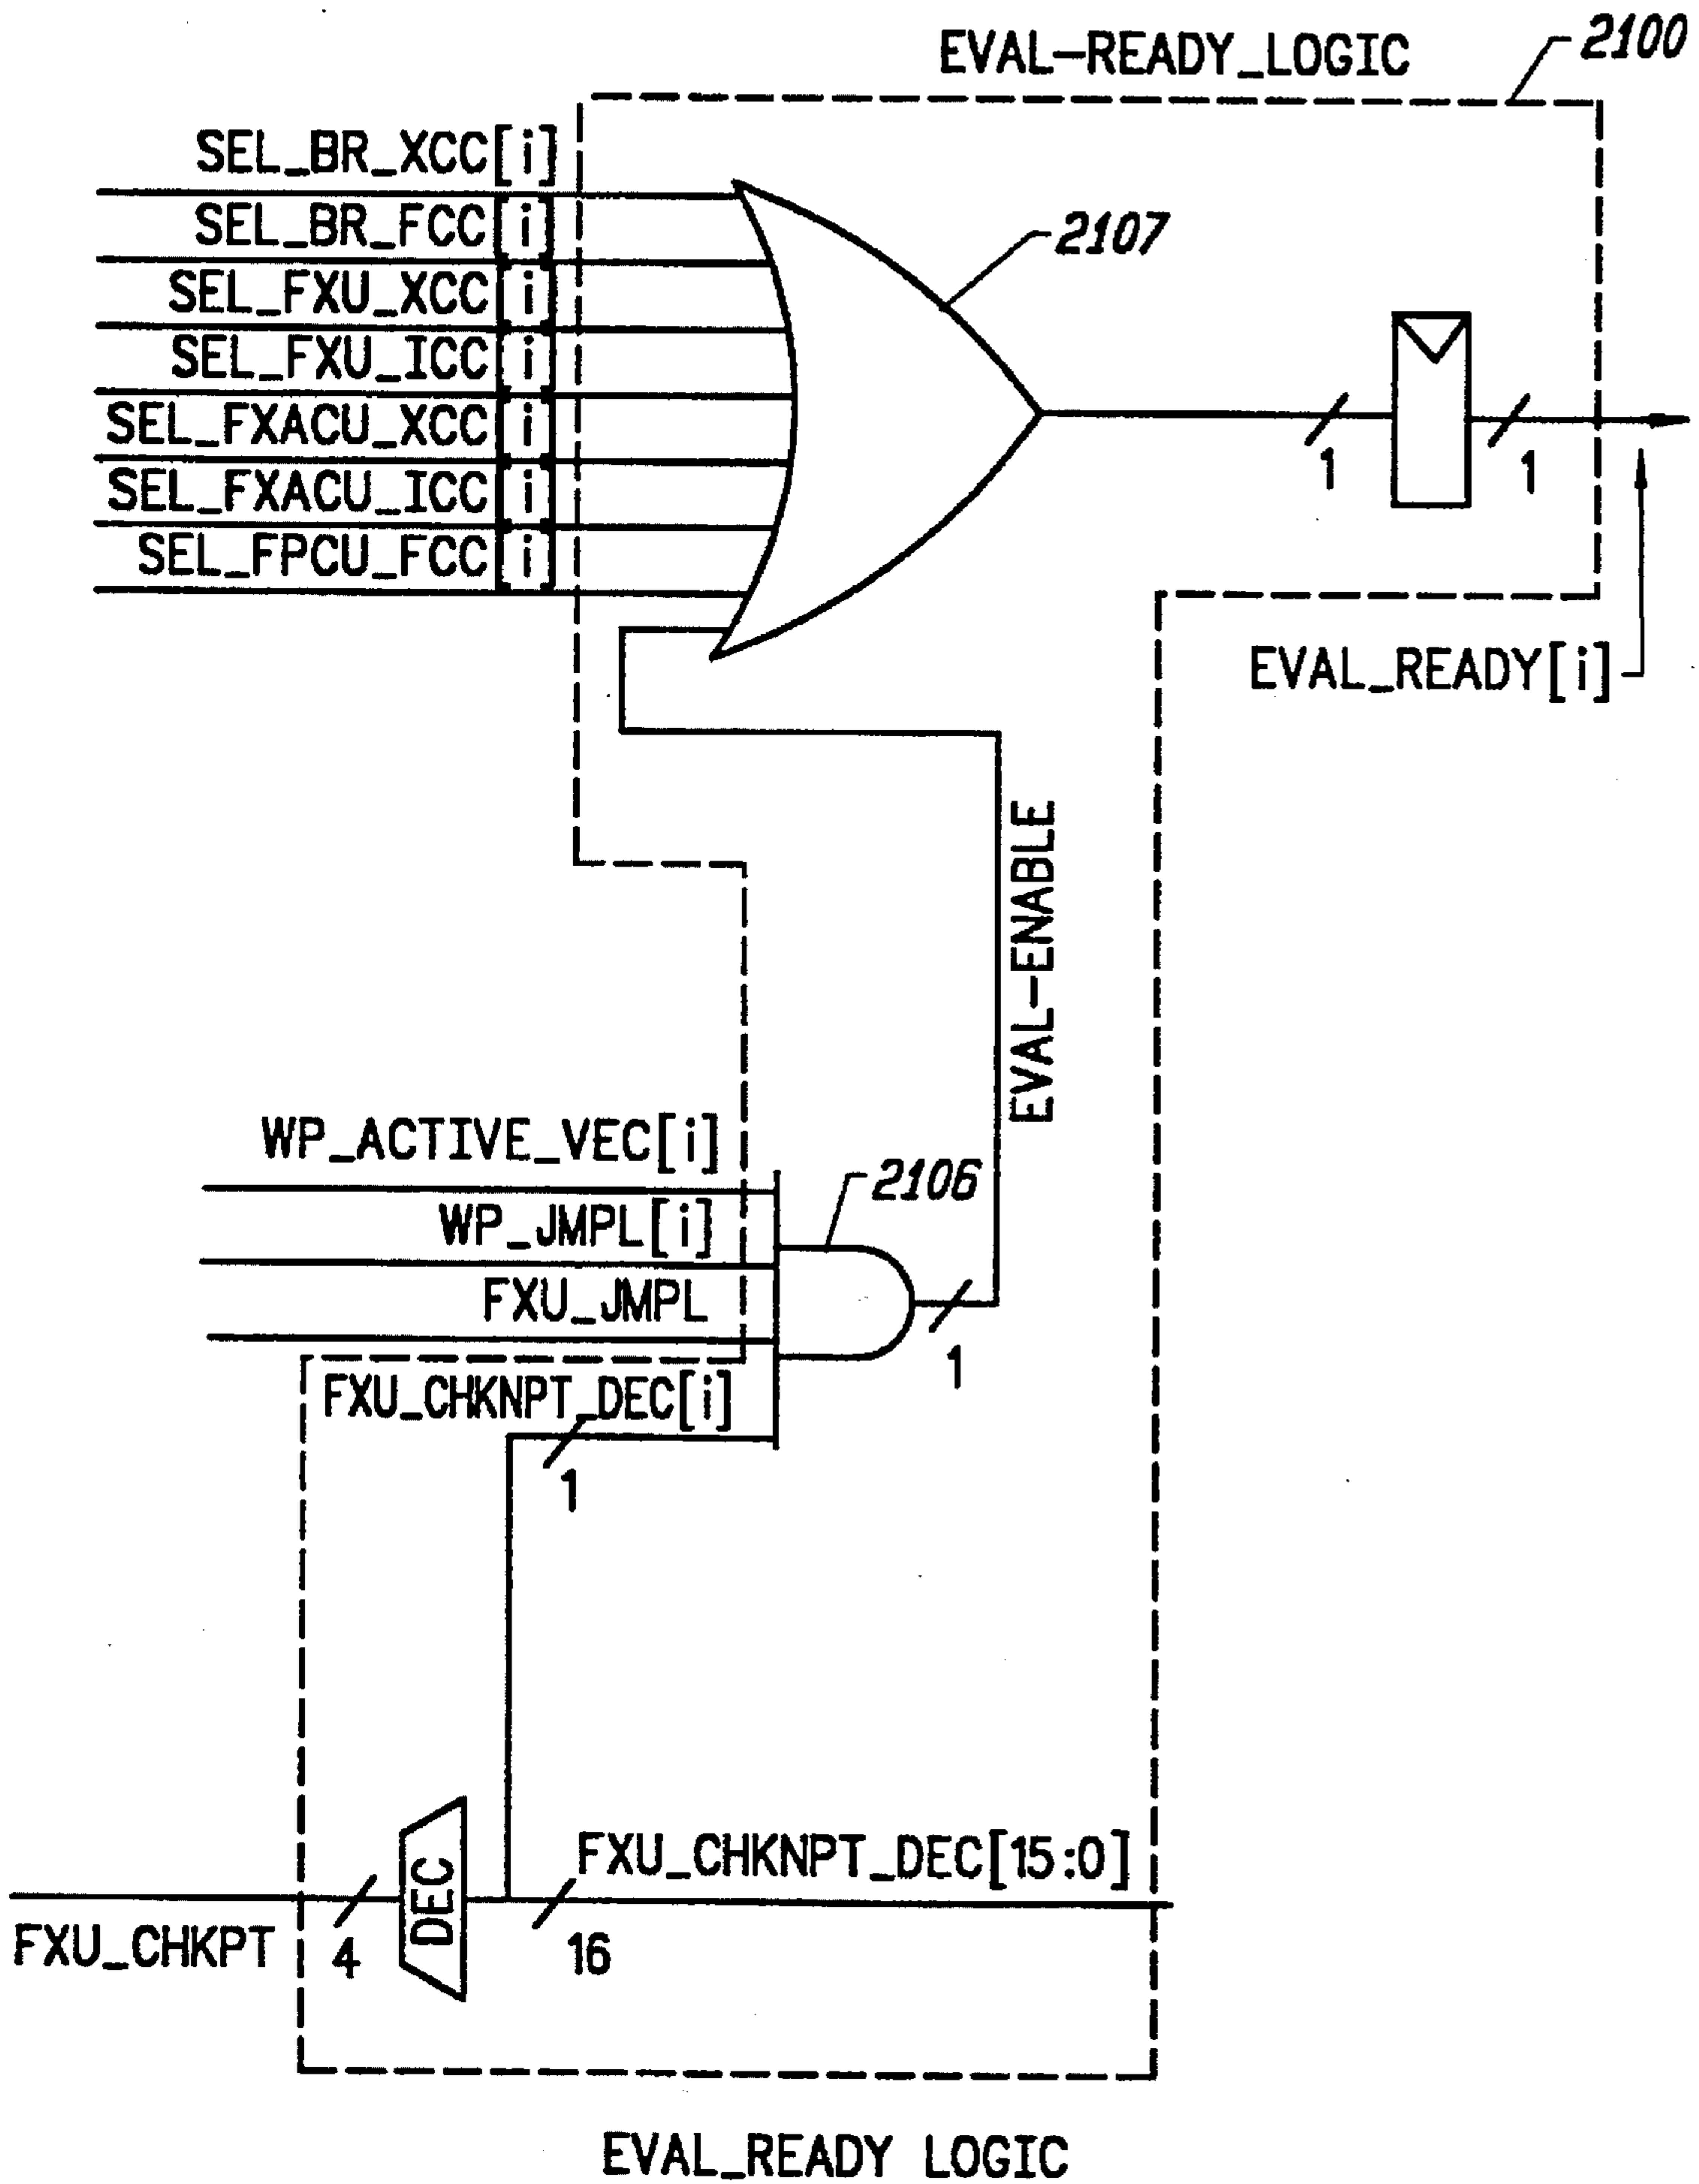 EVAL-READY_LOGIC
2100
SEL_BR_XCC[i]
SEL_BR_FCC[i]
SEL_FXU_XCC[i]
SEL_FXU_ICC[i]
SEL_FXACU_XCC[i]
SEL_FXACU_ICC[i]
SEL_FPCU_FCC[i]
2107
1
1
EVAL_READY[i]
EVAL-ENABLE
WP_ACTIVE_VEC[i]
2106
WP_JMPL[i]
FXU_JMPL
1
FXU_CHKNPT_DEC[i]
1
FXU_CHKNPT_DEC[15:0]
DEC
FXU_CHKPT
4
16
EVAL_READY LOGIC